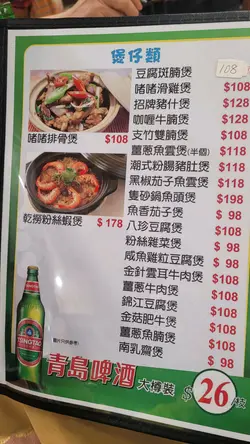 煲仔類
豆腐斑腩煲 108
啫啫滑雞煲 $108
招牌豬什煲 $128
咖喱牛腩煲 $128
支竹雙腩煲 $108
薑蔥魚雲煲(半個) $118 118
潮式粉腸豬肚煲 $118
黑椒茄子魚雲煲 $118
隻砂鍋魚頭煲 $198
魚香茄子煲 $ 98
八珍豆腐煲 $108
粉絲雜菜煲 $ 98
咸魚雞粒豆腐煲 $108
金針雲耳牛肉煲 $108
薑蔥牛肉煲 $108
錦江豆腐煲 $108
金菇肥牛煲 $108
薑蔥魚腩煲 $108
南乳齋煲 $ 98
啫啫排骨煲 $108
乾撈粉絲蝦煲 $178
TSINGTAO
青島啤酒 大樽裝 $26枝